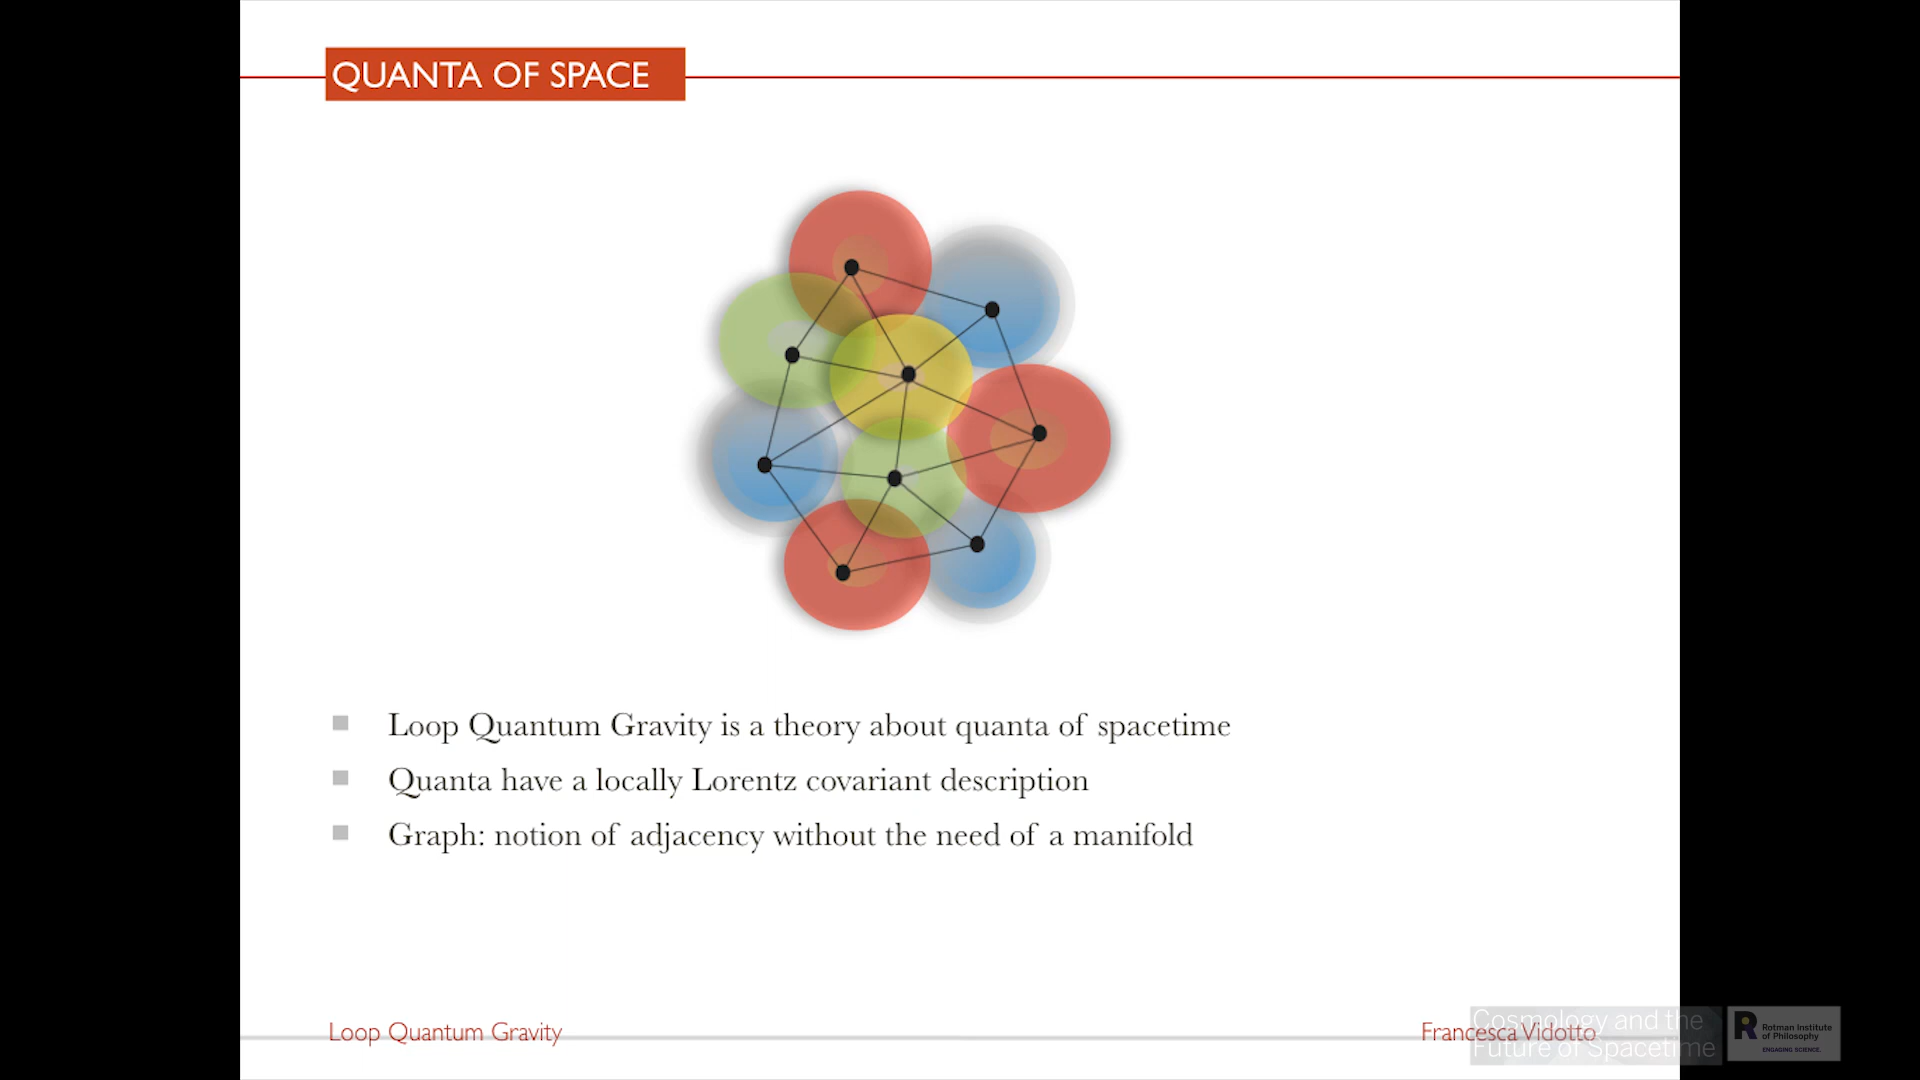 QUANTA OF SPACE
Loop Quantum Gravity is a theory about quanta of spacetime
Quanta have a locally Lorentz covariant description
Graph: notion of adjacency without the need of a manifold
Loop Quantum Gravity
Francesca Vidotto
Cosmology and the
Future of Spacetime
R
Rotman Institute
of Philosophy
ENGAGING SCIENCE.